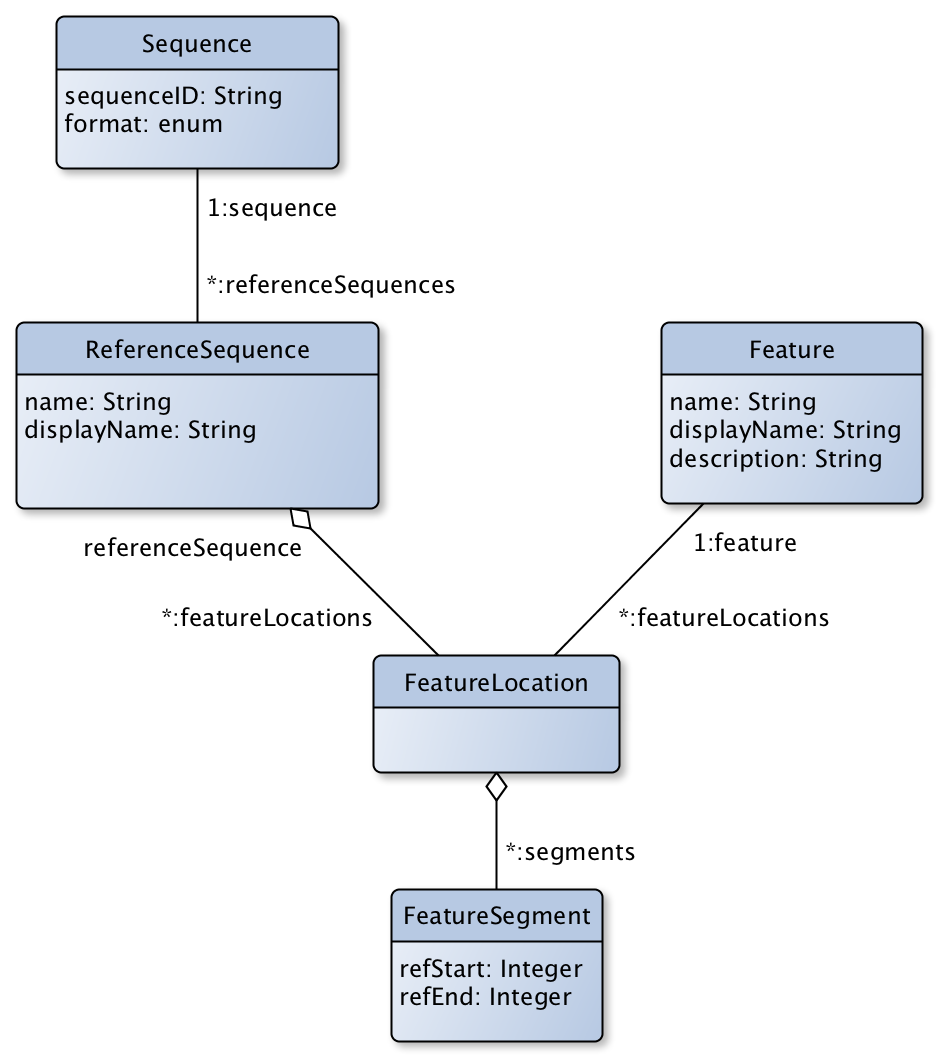 Sequence
sequenceID: String
format: enum
1:sequence
*:referenceSequences
ReferenceSequence
name: String
displayName: String
Feature
name: String
displayName: String
description: String
referenceSequence
1:feature
*:featureLocations
*:featureLocations
FeatureLocation
*:segments
FeatureSegment
refStart: Integer
refEnd: Integer